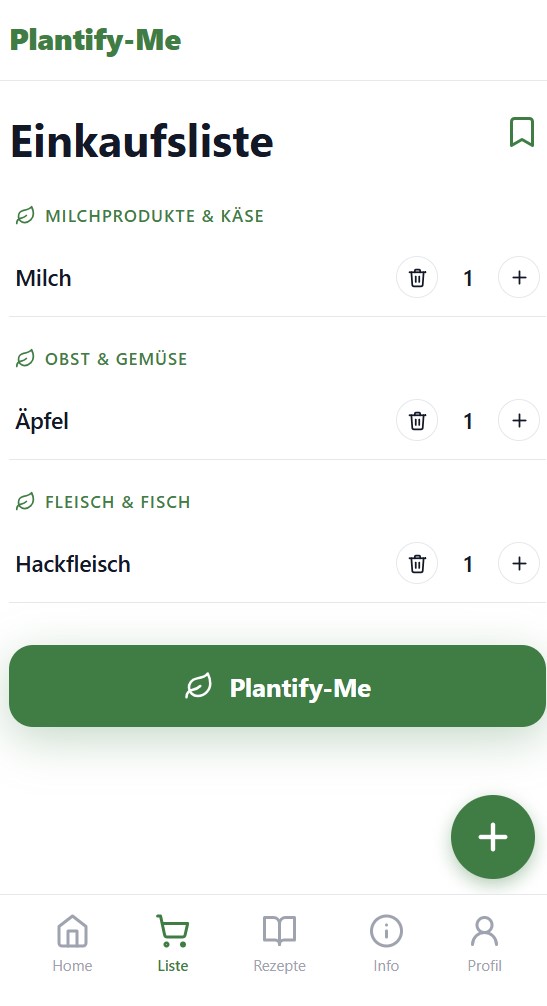 Plantify-Me
Einkaufsliste
MILCHPRODUKTE & KÄSE
Milch 1
OBST & GEMÜSE
Äpfel 1
FLEISCH & FISCH
Hackfleisch 1
Plantify-Me
Home Liste Rezepte Info Profil